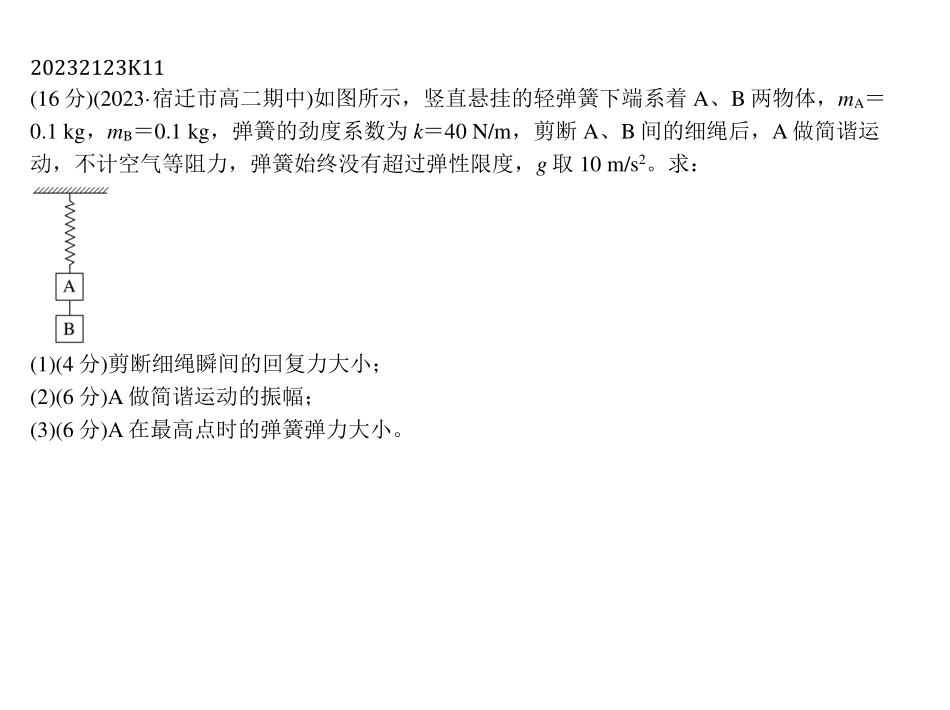 20232123K11
(16 分)(2023·宿迁市高二期中)如图所示，竖直悬挂的轻弹簧下端系着 A、B 两物体，mA＝
0.1 kg，mB＝0.1 kg，弹簧的劲度系数为 k＝40 N/m，剪断 A、B 间的细绳后，A 做简谐运
动，不计空气等阻力，弹簧始终没有超过弹性限度，g 取 10 m/s²。求：
A
B
(1)(4 分)剪断细绳瞬间的回复力大小；
(2)(6 分)A 做简谐运动的振幅；
(3)(6 分)A 在最高点时的弹簧弹力大小。